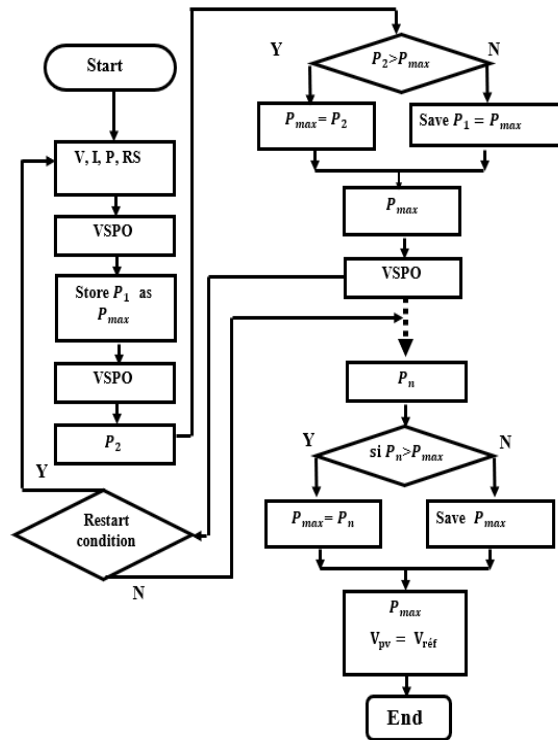 Start
V, I, P, RS
VSPO
Store P₁ as
Pₘₐₓ
VSPO
P₂
Y
Restart
condition
N
Y
P₂>Pₘₐₓ
N
Pₘₐₓ= P₂
Save P₁ = Pₘₐₓ
Pₘₐₓ
VSPO
Pₙ
Y
si Pₙ>Pₘₐₓ
N
Pₘₐₓ= Pₙ
Save Pₘₐₓ
Pₘₐₓ
Vₚᵥ = Vréf
End